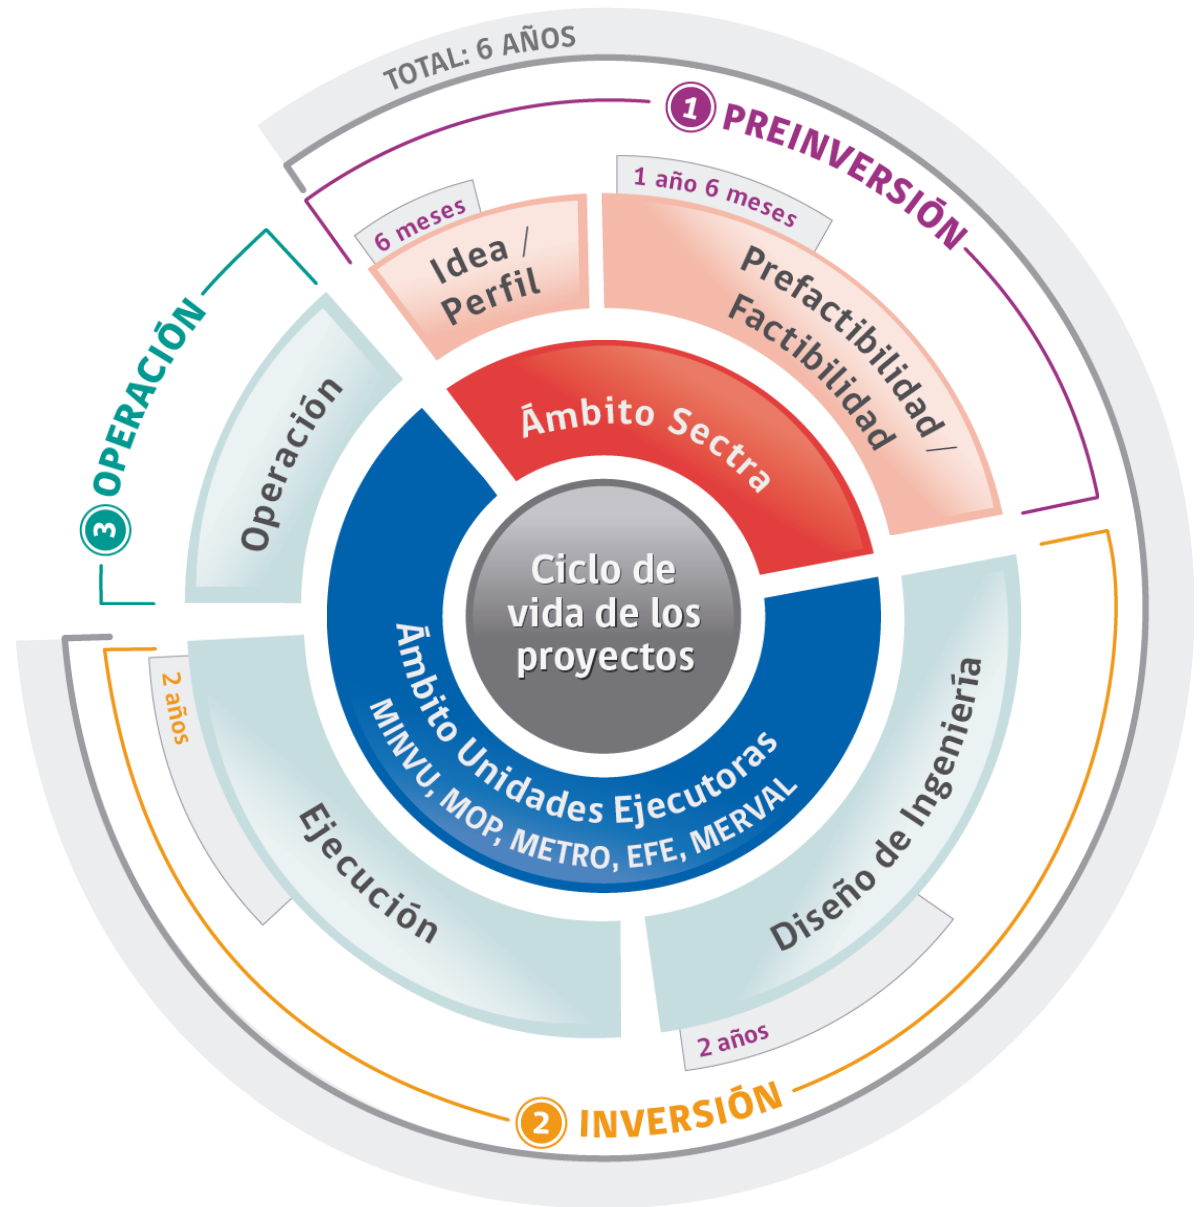 TOTAL: 6 AÑOS
1 PREINVERSIÓN
6 meses
Idea /
Perfil
1 año 6 meses
Prefactibilidad /
Factibilidad
Ámbito Sectra
Ciclo de
vida de los
proyectos
Ámbito Unidades Ejecutoras
MINVU, MOP, METRO, EFE, MERVAL
Diseño de Ingeniería
2 años
2 INVERSIÓN
Ejecución
2 años
3 OPERACIÓN
Operación